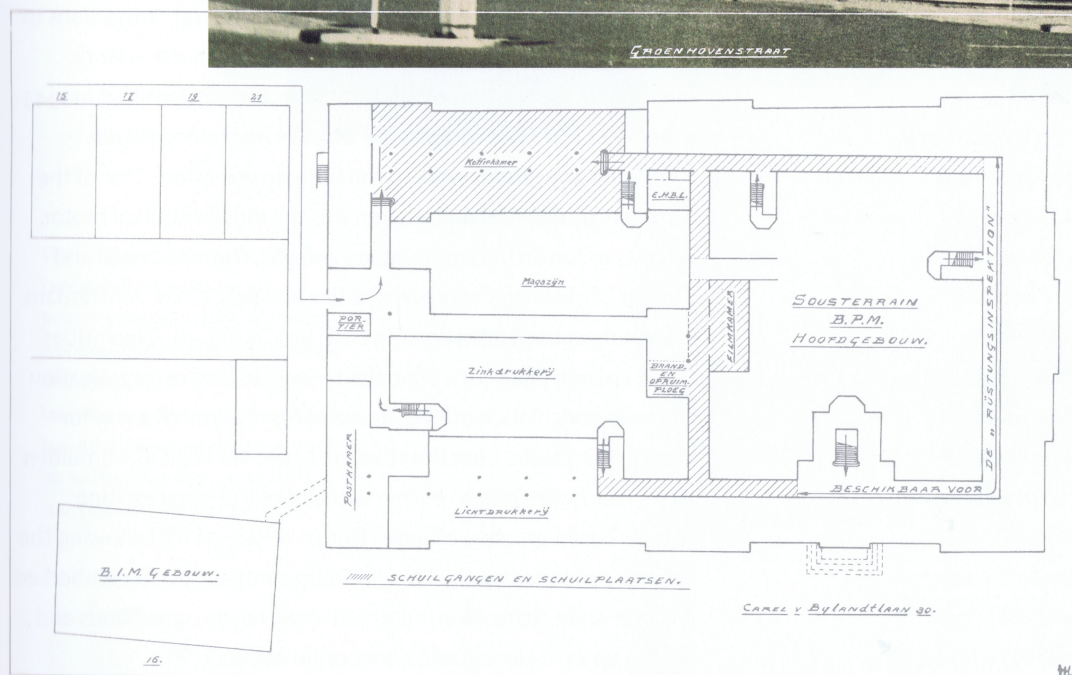 GROENHOVENSTRAAT
15 17 19 21
Koffiekamer
E.H.B.L.
Magazijn
POR-
TIER
SOUSTERRAIN
B.P.M.
HOOFDGEBOUW.
FILMKAMER
DE „RÜSTUNGSINSPEKTION"
Zinkdrukkerij
BRAND-
EN
OPRUIM-
PLOEG
POSTKAMER
BESCHIKBAAR VOOR
LICHTDRUKKERIJ
B.I.M. GEBOUW.
////// SCHUILGANGEN EN SCHUILPLAATSEN.
CAREL v BYLANDTLAAN 30.
16.